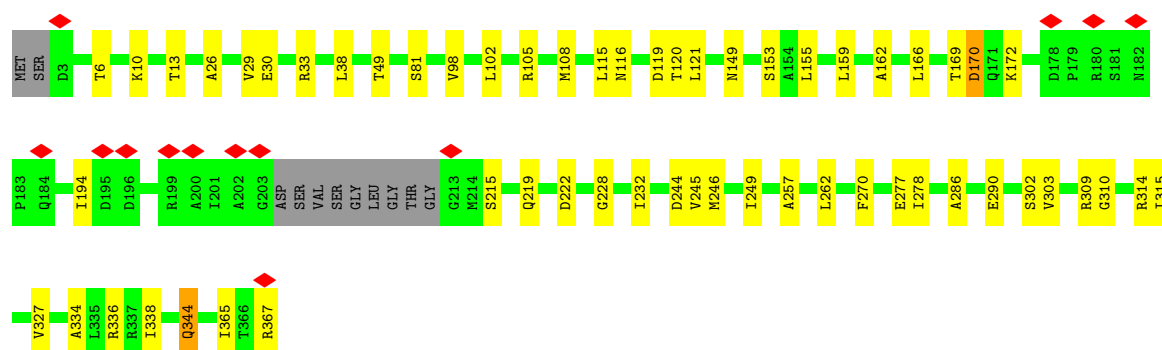 MET SER D3 T6 K10 T13 A26 V29 E30 R33 L38 T49 S81 V98 L102 R105 M108 L115 N116 D119 T120 L121 N149 S153 A154 L155 L159 A162 L166 T169 D170 Q171 K172 D178 P179 R180 S181 N182
P183 Q184 I194 D195 D196 R199 A200 I201 A202 G203 ASP SER VAL SER GLY LEU GLY THR GLY G213 M214 S215 Q219 D222 G228 I232 D244 V245 M246 I249 A257 L262 F270 E277 I278 A286 E290 S302 V303 R309 G310 R314 I315
V327 A334 L335 R336 R337 I338 Q344 I365 T366 R367